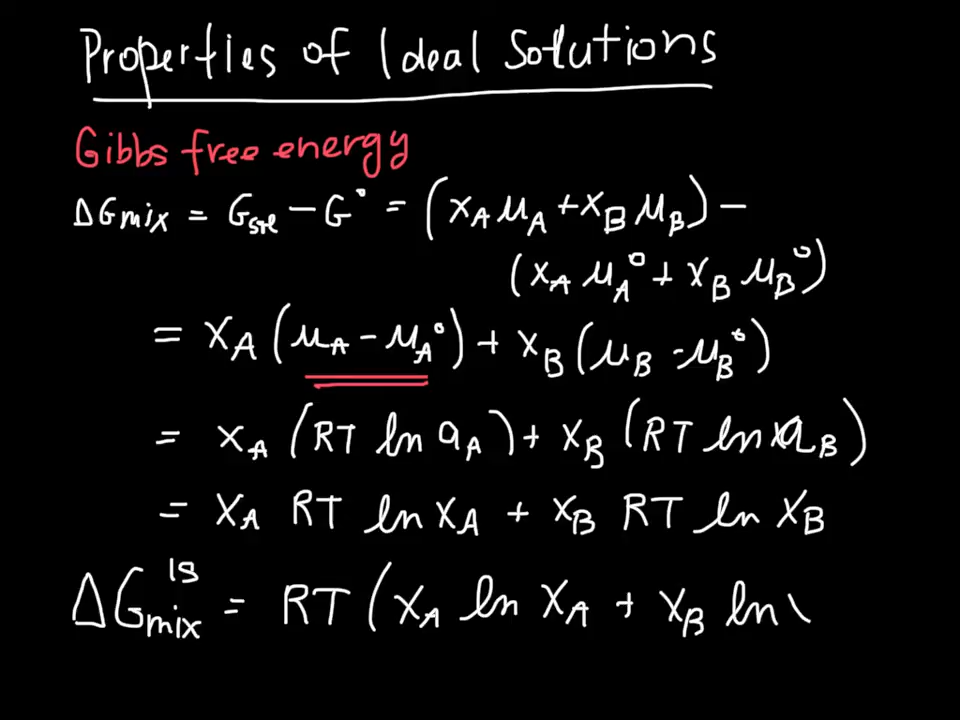 Properties of Ideal Solutions
Gibbs free energy
ΔGmix = Gsol − G° = (xA μA + xB μB) −
(xA μA° + xB μB°)
= xA (μA − μA°) + xB (μB − μB°)
= xA (RT ln aA) + xB (RT ln aB)
= xA RT ln xA + xB RT ln xB
ΔG^is mix = RT (xA ln xA + xB ln